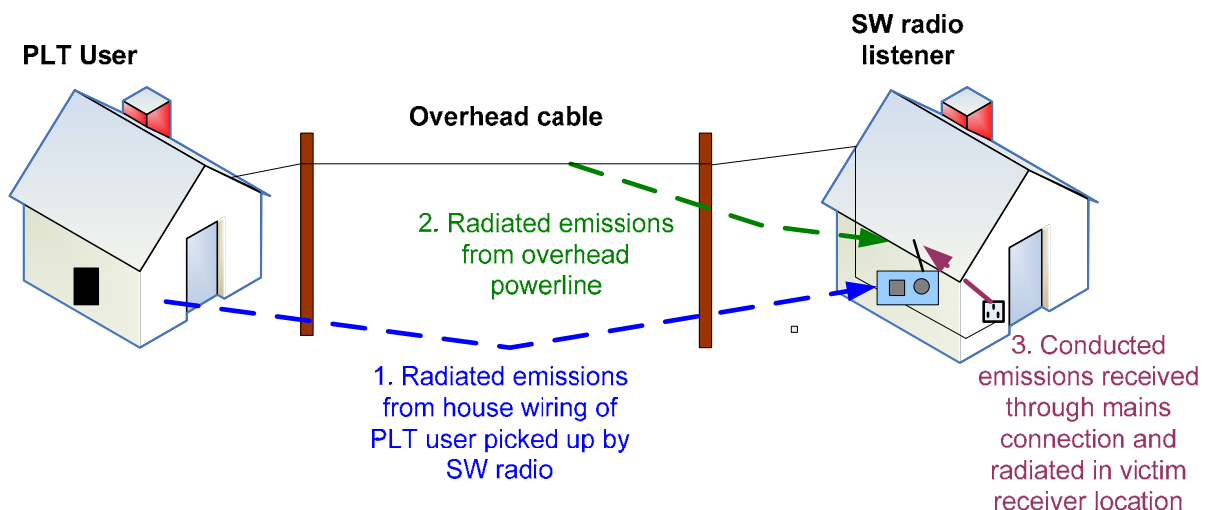 PLT User
SW radio
listener
Overhead cable
2. Radiated emissions
from overhead
powerline
1. Radiated emissions
from house wiring of
PLT user picked up by
SW radio
3. Conducted
emissions received
through mains
connection and
radiated in victim
receiver location